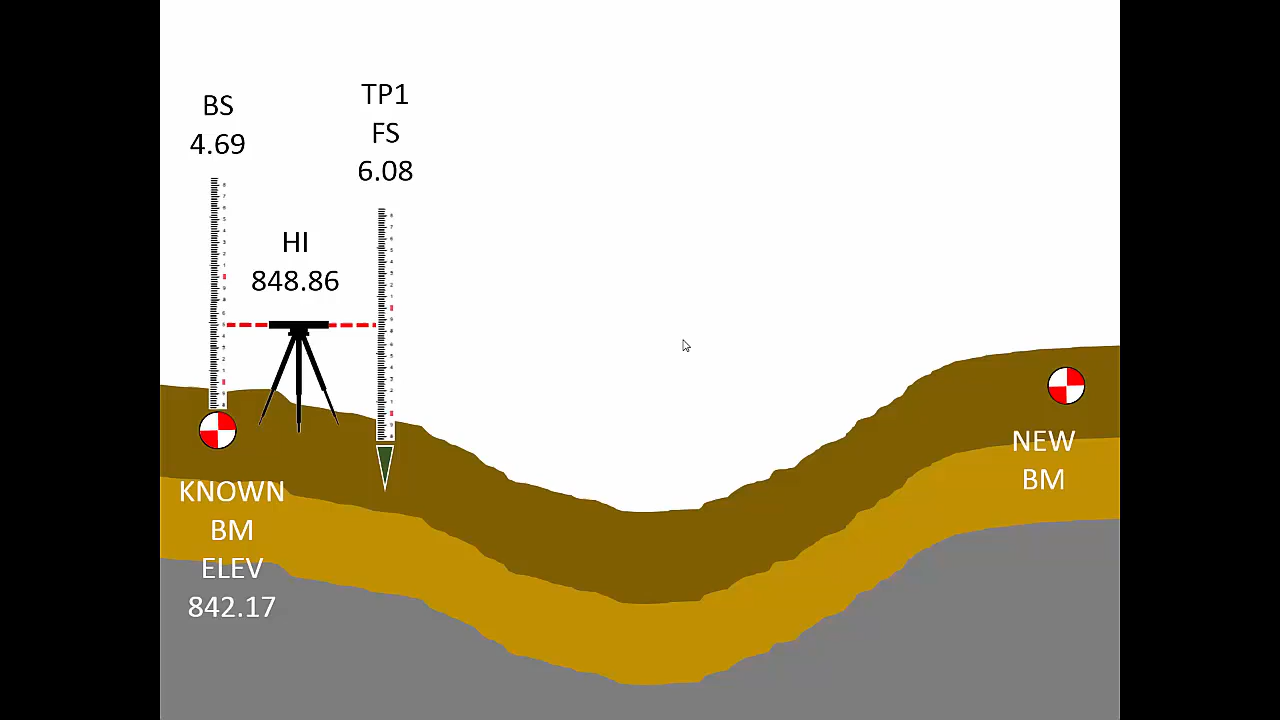 BS
4.69
TP1
FS
6.08
HI
848.86
KNOWN
BM
ELEV
842.17
NEW
BM